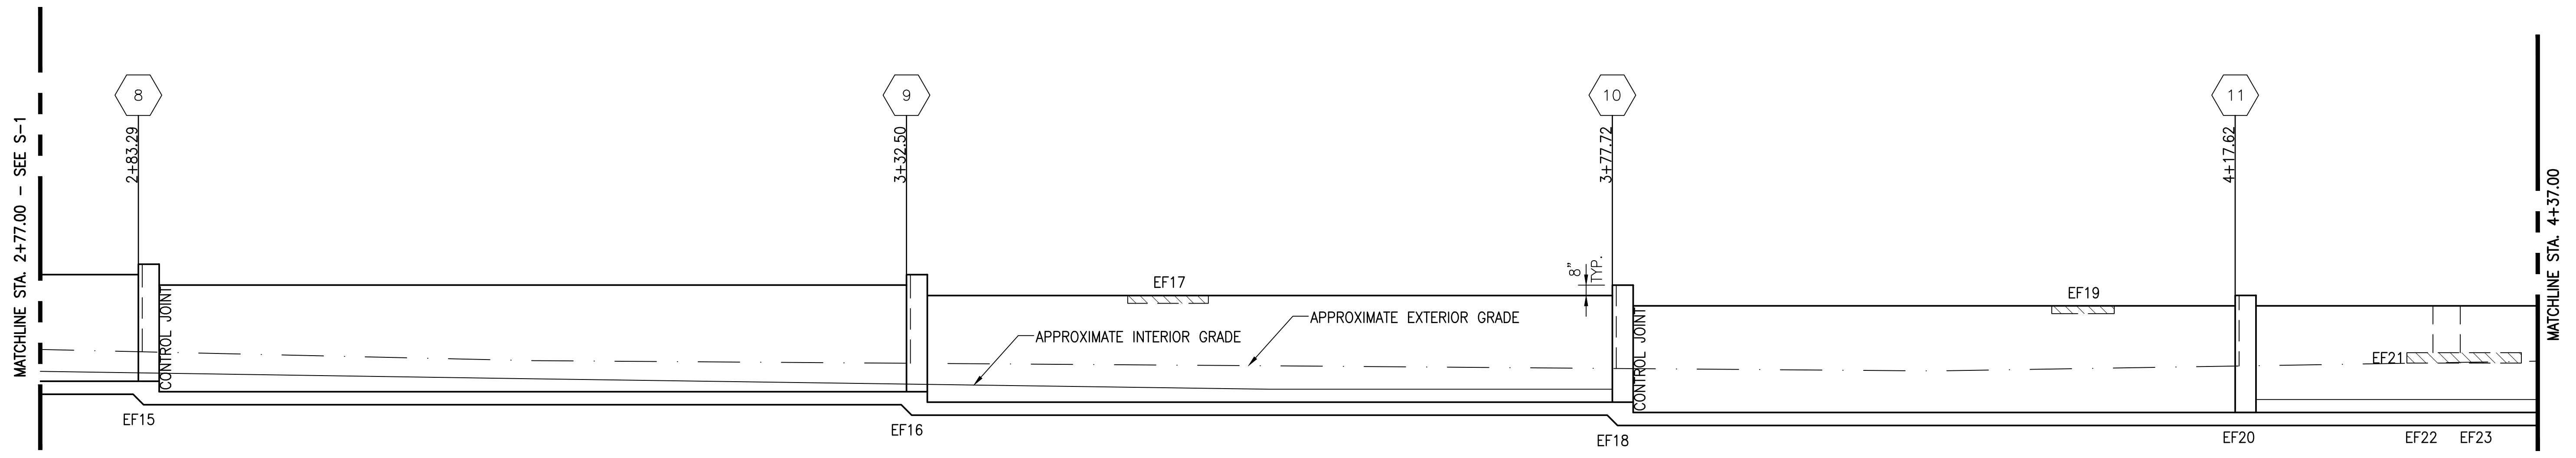 8
9
10
11
2+83.29
3+32.50
3+77.72
4+17.62
MATCHLINE STA. 2+77.00 - SEE S-1
MATCHLINE STA. 4+37.00
8"
TYP.
EF17
EF19
CONTROL JOINT
CONTROL JOINT
APPROXIMATE EXTERIOR GRADE
APPROXIMATE INTERIOR GRADE
EF21
EF15
EF16
EF18
EF20
EF22
EF23